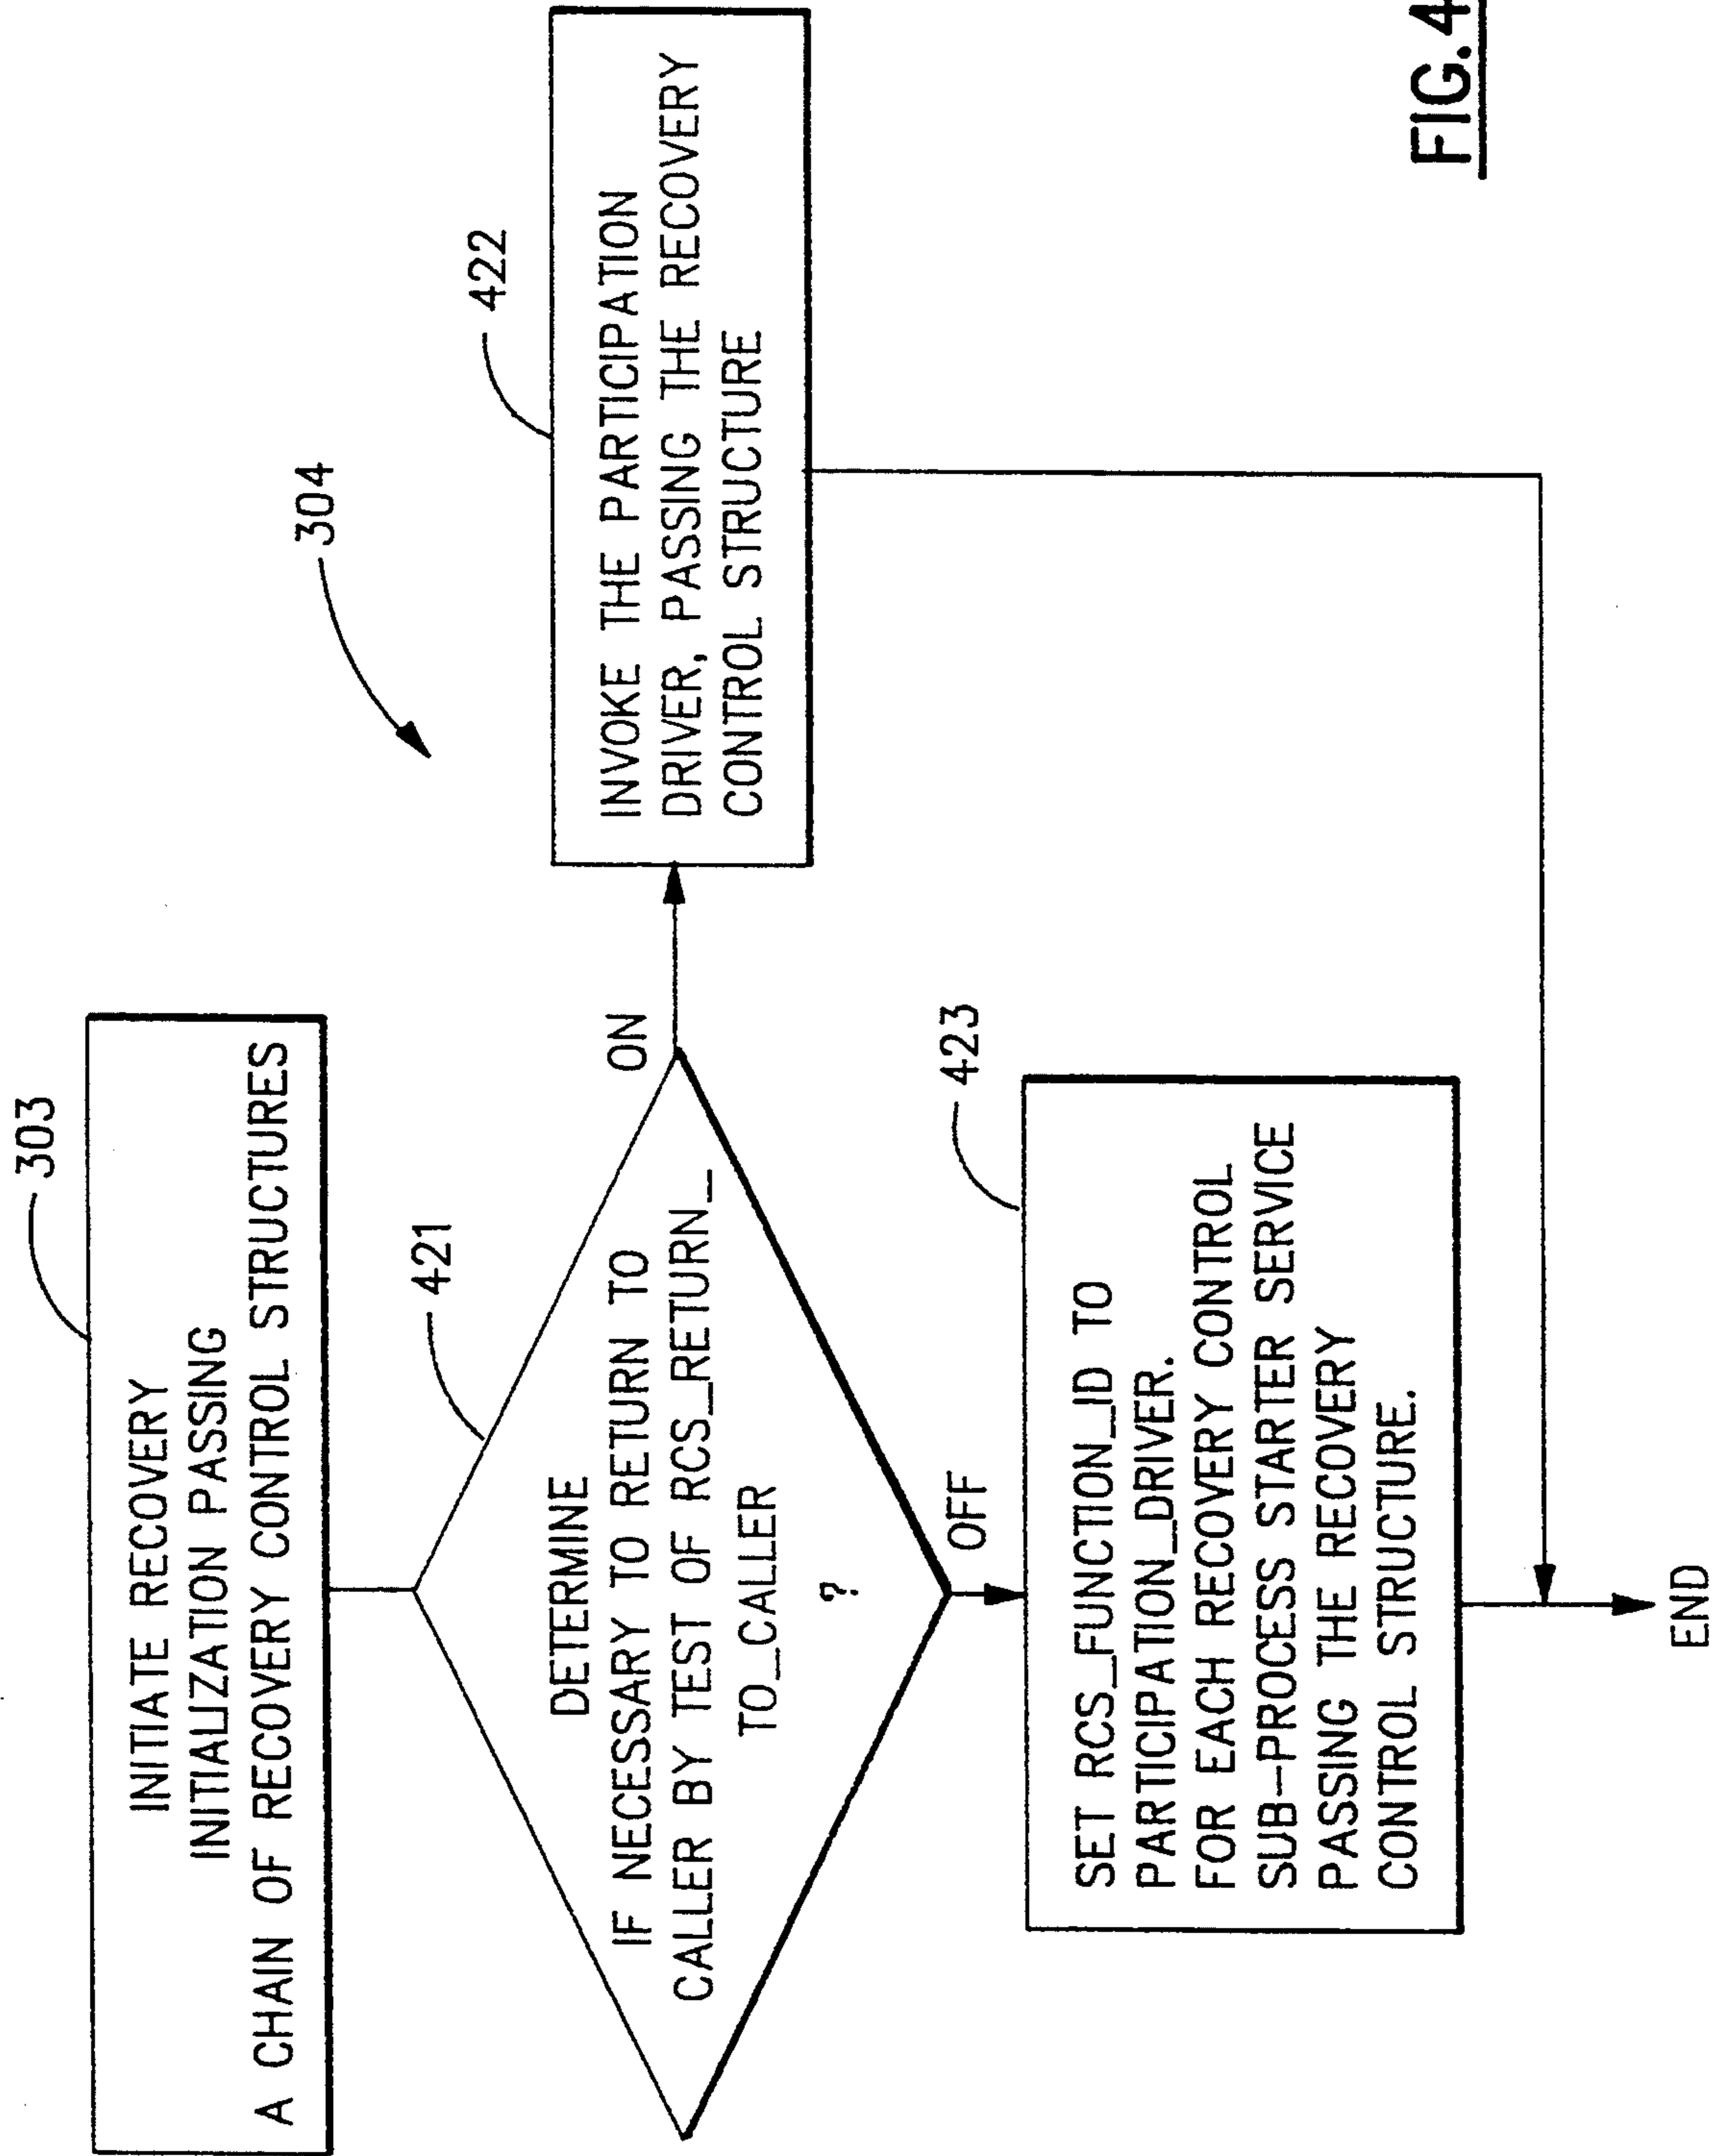 303
INITIATE RECOVERY
INITIALIZATION PASSING
A CHAIN OF RECOVERY CONTROL STRUCTURES
304
421
DETERMINE
IF NECESSARY TO RETURN TO
CALLER BY TEST OF RCS_RETURN_
TO_CALLER
?
ON
422
INVOKE THE PARTICIPATION
DRIVER, PASSING THE RECOVERY
CONTROL STRUCTURE.
OFF
423
SET RCS_FUNCTION_ID TO
PARTICIPATION_DRIVER.
FOR EACH RECOVERY CONTROL
SUB-PROCESS STARTER SERVICE
PASSING THE RECOVERY
CONTROL STRUCTURE.
END
FIG.4